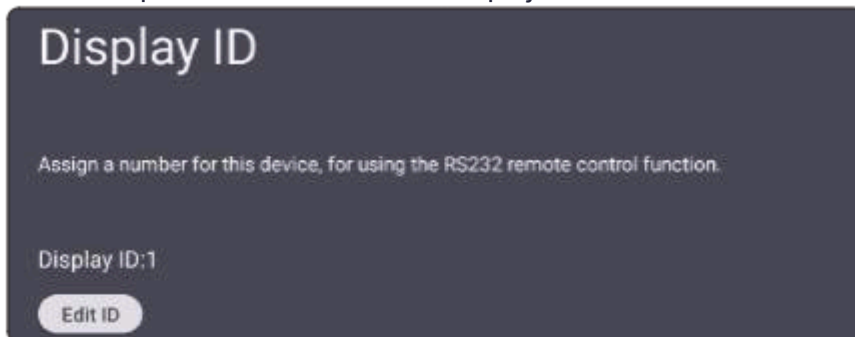 Display ID
Assign a number for this device, for using the RS232 remote control function.
Display ID:1
Edit ID